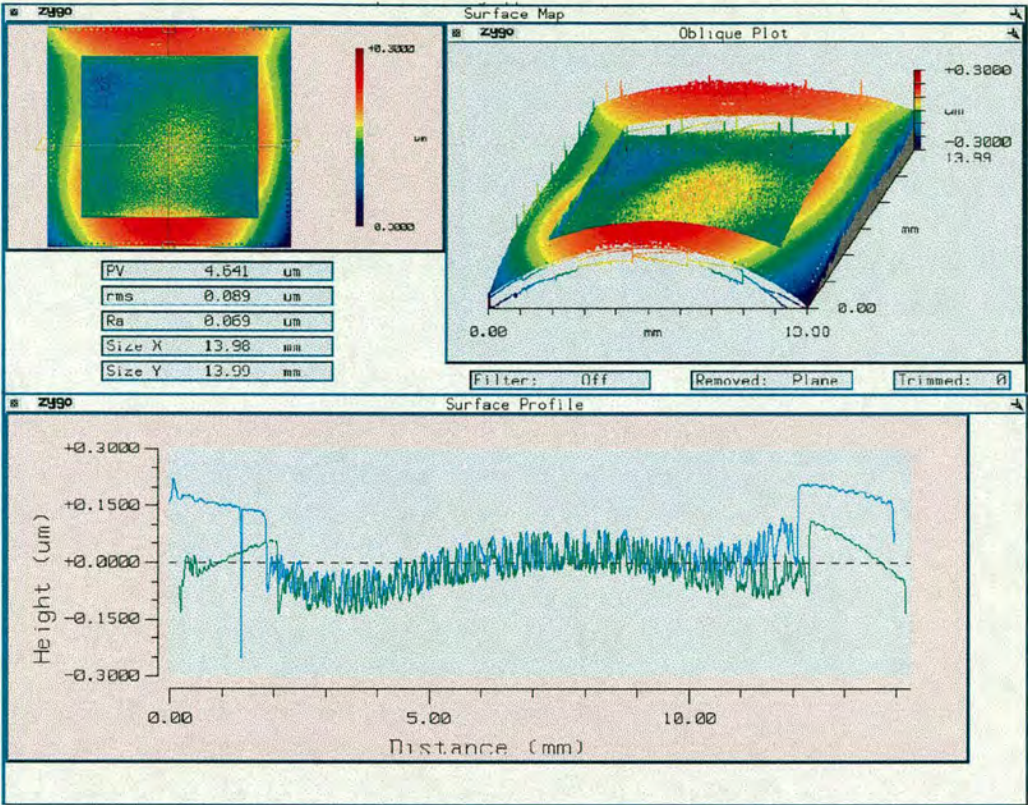 zygo Surface Map
+0.3000
um
0.3000
zygo Oblique Plot
+0.3000
um
-0.3000
13.99
mm
0.00
0.00 mm 13.00
PV 4.641 um
rms 0.089 um
Ra 0.069 um
Size X 13.98 mm
Size Y 13.99 mm
Filter: Off Removed: Plane Trimmed: 0
zygo Surface Profile
Height (um)
+0.3000
+0.1500
+0.0000
-0.1500
-0.3000
0.00 5.00 10.00
Distance (mm)